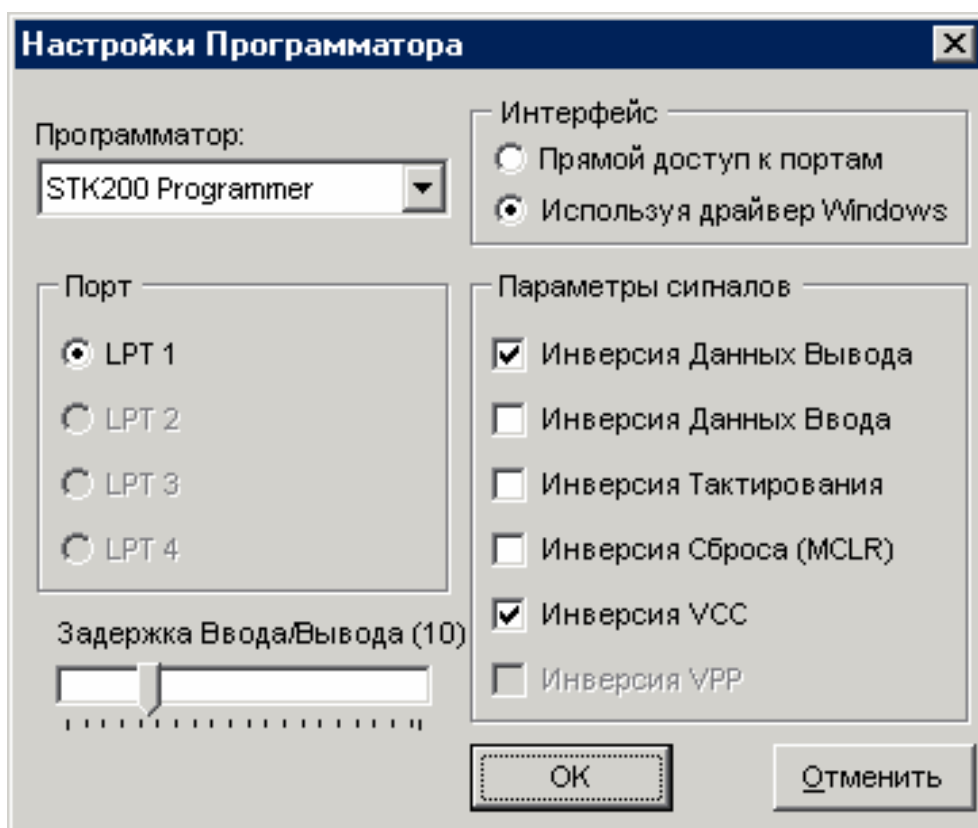 Настройки Программатора
Программатор:
STK200 Programmer
Интерфейс
Прямой доступ к портам
Используя драйвер Windows
Порт
LPT 1
LPT 2
LPT 3
LPT 4
Задержка Ввода/Вывода (10)
Параметры сигналов
Инверсия Данных Вывода
Инверсия Данных Ввода
Инверсия Тактирования
Инверсия Сброса (MCLR)
Инверсия VCC
Инверсия VPP
OK
Отменить